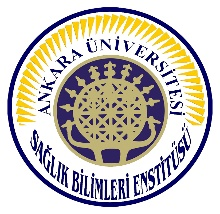 ANKARA ÜNİVERSİTESİ
SAĞLIK BİLİMLERİ ENSTİTÜSÜ